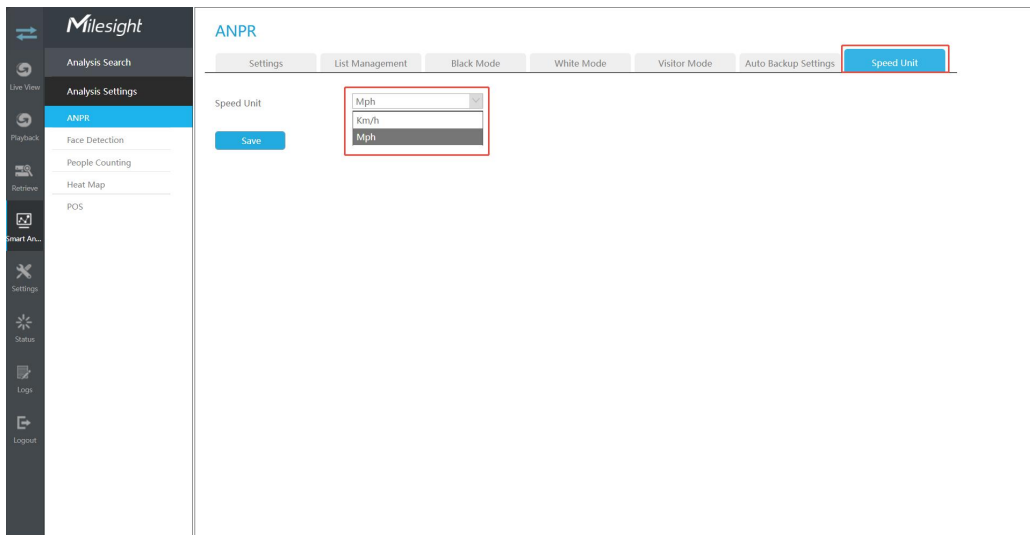 Milesight
Analysis Search
Analysis Settings
ANPR
Face Detection
People Counting
Heat Map
POS
Live View
Playback
Retrieve
Smart An...
Settings
Status
Logs
Logout
ANPR
Settings List Management Black Mode White Mode Visitor Mode Auto Backup Settings Speed Unit
Speed Unit Mph
Km/h
Mph
Save